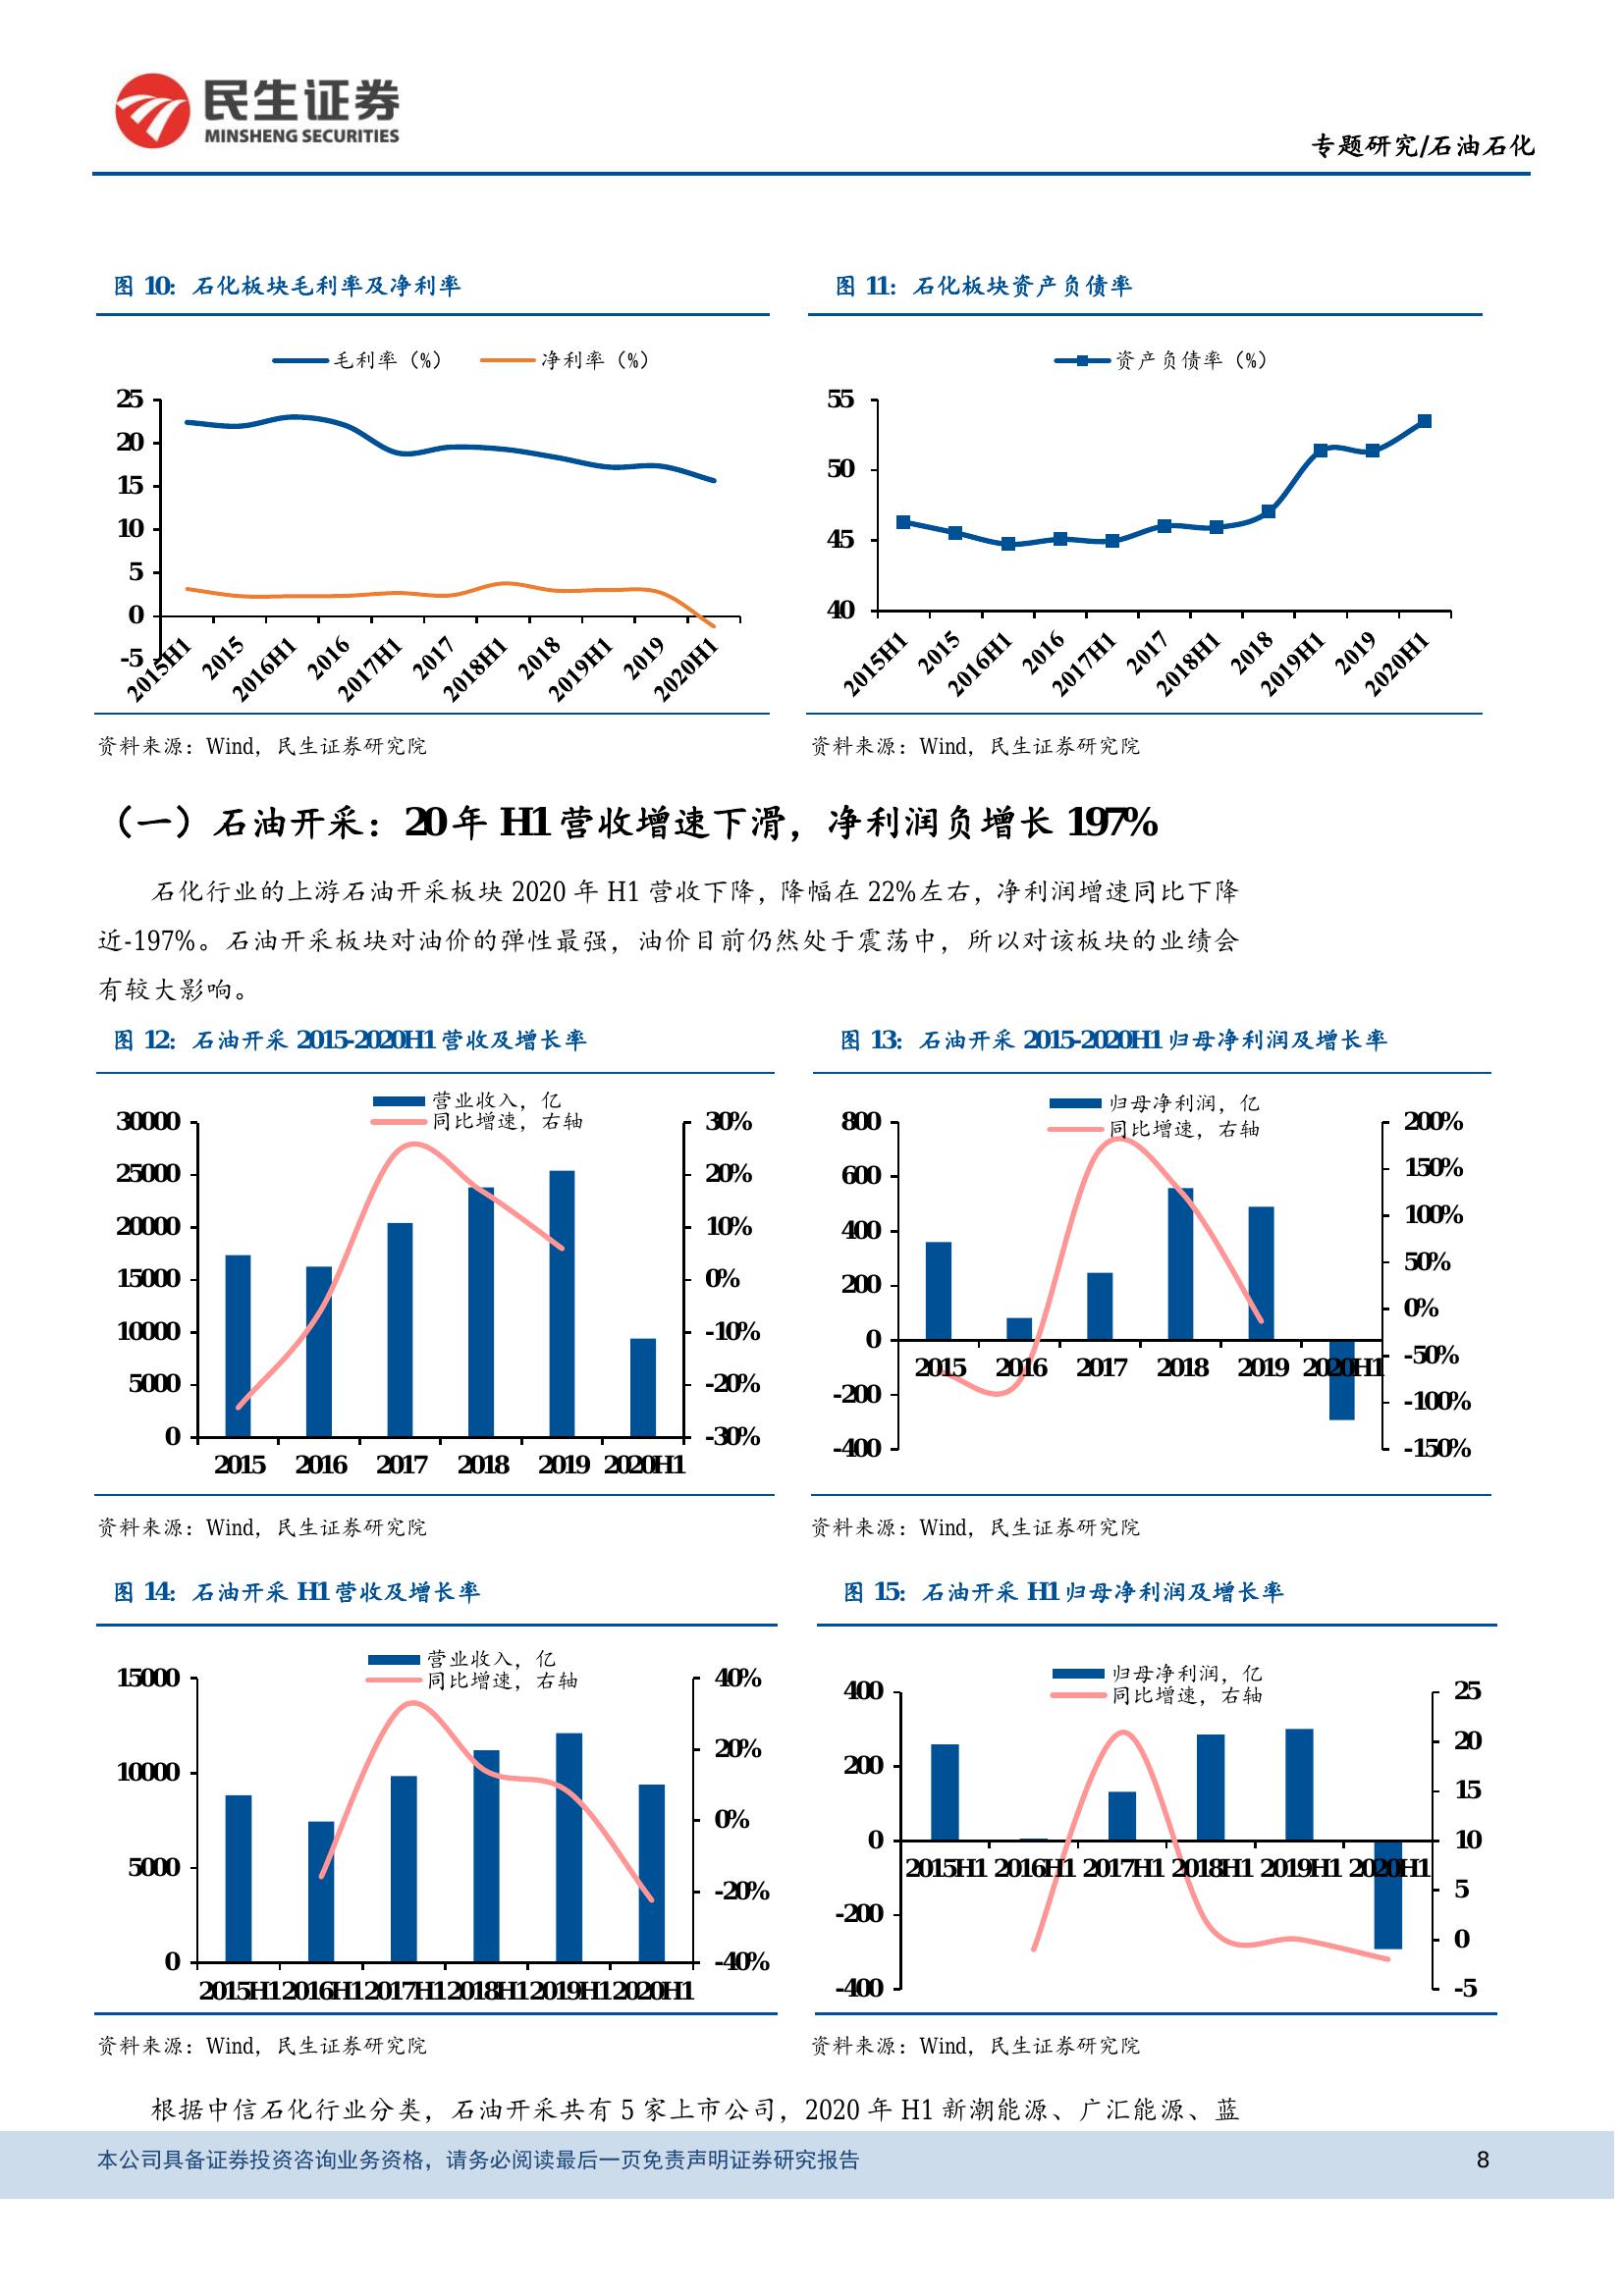 民生证券
MINSHENG SECURITIES
专题研究/石油石化
图 10：石化板块毛利率及净利率
毛利率（%） 净利率（%）
25
20
15
10
5
0
-5
2015H1 2015 2016H1 2016 2017H1 2017 2018H1 2018 2019H1 2019 2020H1
资料来源：Wind，民生证券研究院
图 11：石化板块资产负债率
资产负债率（%）
55
50
45
40
2015H1 2015 2016H1 2016 2017H1 2017 2018H1 2018 2019H1 2019 2020H1
资料来源：Wind，民生证券研究院
（一）石油开采：20 年 H1 营收增速下滑，净利润负增长 197%
石化行业的上游石油开采板块 2020 年 H1 营收下降，降幅在 22%左右，净利润增速同比下降
近-197%。石油开采板块对油价的弹性最强，油价目前仍然处于震荡中，所以对该板块的业绩会
有较大影响。
图 12：石油开采 2015-2020H1 营收及增长率
营业收入，亿
同比增速，右轴
30000
25000
20000
15000
10000
5000
0
30%
20%
10%
0%
-10%
-20%
-30%
2015 2016 2017 2018 2019 2020H1
资料来源：Wind，民生证券研究院
图 13：石油开采 2015-2020H1 归母净利润及增长率
归母净利润，亿
同比增速，右轴
800
600
400
200
0
-200
-400
200%
150%
100%
50%
0%
-50%
-100%
-150%
2015 2016 2017 2018 2019 2020H1
资料来源：Wind，民生证券研究院
图 14：石油开采 H1 营收及增长率
营业收入，亿
同比增速，右轴
15000
10000
5000
0
40%
20%
0%
-20%
-40%
2015H1 2016H1 2017H1 2018H1 2019H1 2020H1
资料来源：Wind，民生证券研究院
图 15：石油开采 H1 归母净利润及增长率
归母净利润，亿
同比增速，右轴
400
200
0
-200
-400
25
20
15
10
5
0
-5
2015H1 2016H1 2017H1 2018H1 2019H1 2020H1
资料来源：Wind，民生证券研究院
根据中信石化行业分类，石油开采共有 5 家上市公司，2020 年 H1 新潮能源、广汇能源、蓝
本公司具备证券投资咨询业务资格，请务必阅读最后一页免责声明证券研究报告 8